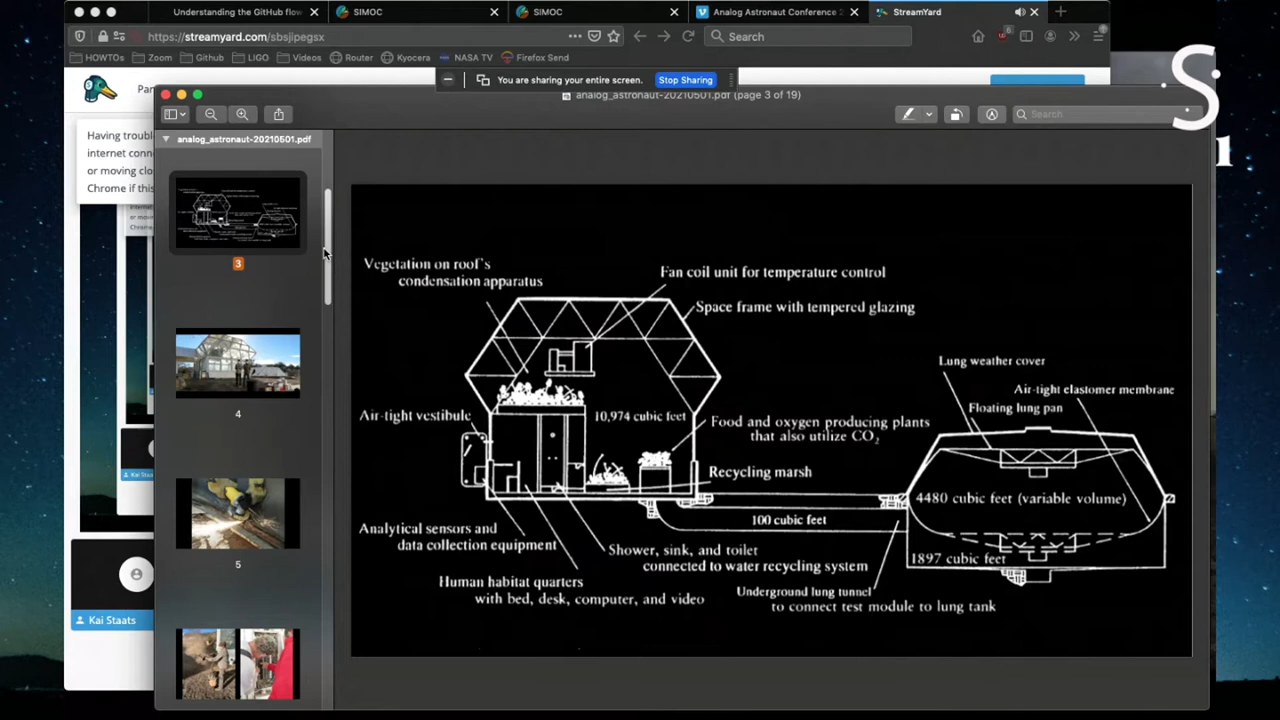 Understanding the GitHub flow
SIMOC
SIMOC
Analog Astronaut Conference 2
StreamYard
https://streamyard.com/sbsjlpegsx
Search
HOWTOs
Zoom
Github
LIGO
Videos
Router
Kyocera
NASA TV
Firefox Send
You are sharing your entire screen.
Stop Sharing
analog_astronaut-20210501.pdf (page 3 of 19)
Search
analog_astronaut-20210501.pdf
Having troub
internet conn
or moving clo
Chrome if this
3
4
5
Kai Staats
S
Vegetation on roof's
condensation apparatus
Fan coil unit for temperature control
Space frame with tempered glazing
Lung weather cover
Air-tight elastomer membrane
Floating lung pan
Air-tight vestibule
10,974 cubic feet
Food and oxygen producing plants
that also utilize CO2
Recycling marsh
4480 cubic feet (variable volume)
100 cubic feet
Analytical sensors and
data collection equipment
Shower, sink, and toilet
connected to water recycling system
1897 cubic feet
Human habitat quarters
with bed, desk, computer, and video
Underground lung tunnel
to connect test module to lung tank